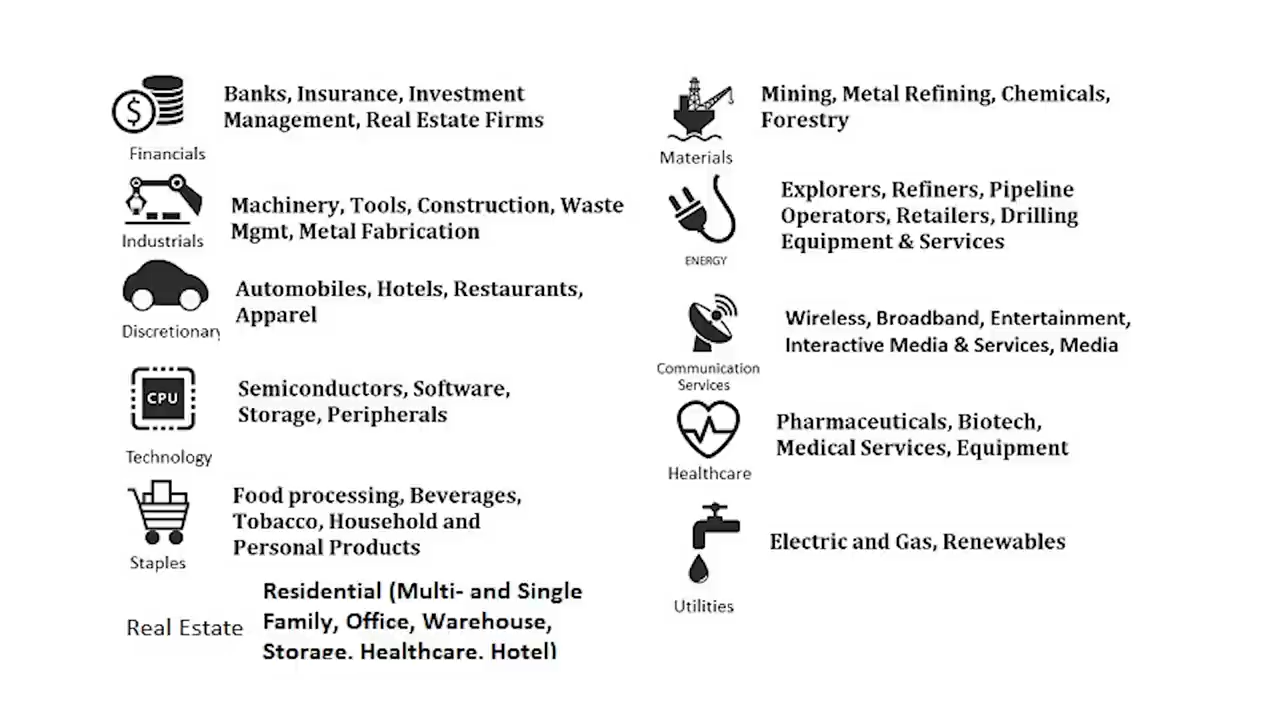 $
Banks, Insurance, Investment
Management, Real Estate Firms
Financials
Machinery, Tools, Construction, Waste
Mgmt, Metal Fabrication
Industrials
Automobiles, Hotels, Restaurants,
Apparel
Discretionary
CPU
Semiconductors, Software,
Storage, Peripherals
Technology
Food processing, Beverages,
Tobacco, Household and
Personal Products
Staples
Real Estate
Residential (Multi- and Single
Family, Office, Warehouse,
Storage, Healthcare, Hotel)
Mining, Metal Refining, Chemicals,
Forestry
Materials
Explorers, Refiners, Pipeline
Operators, Retailers, Drilling
Equipment & Services
ENERGY
Wireless, Broadband, Entertainment,
Interactive Media & Services, Media
Communication
Services
Pharmaceuticals, Biotech,
Medical Services, Equipment
Healthcare
Electric and Gas, Renewables
Utilities